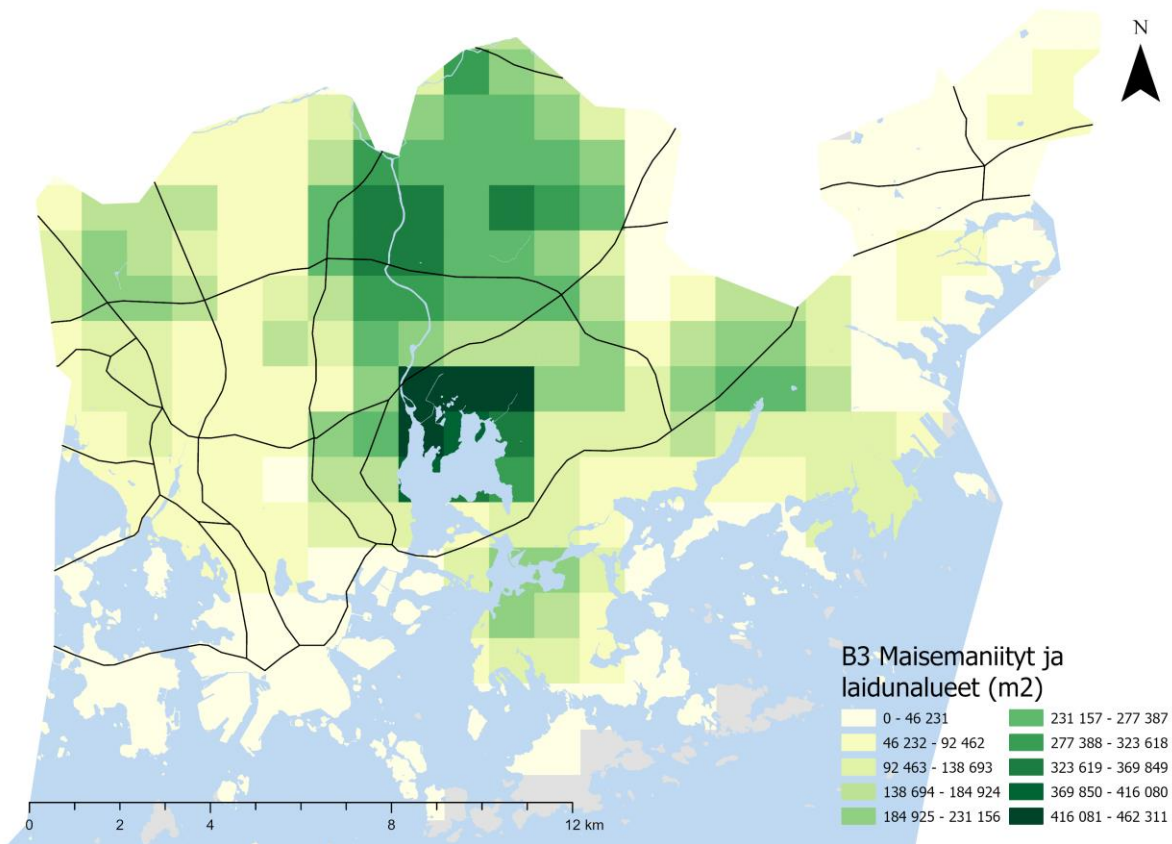 N
B3 Maisemaniityt ja
laidunalueet (m2)
0 - 46 231
46 232 - 92 462
92 463 - 138 693
138 694 - 184 924
184 925 - 231 156
231 157 - 277 387
277 388 - 323 618
323 619 - 369 849
369 850 - 416 080
416 081 - 462 311
0 2 4 8 12 km